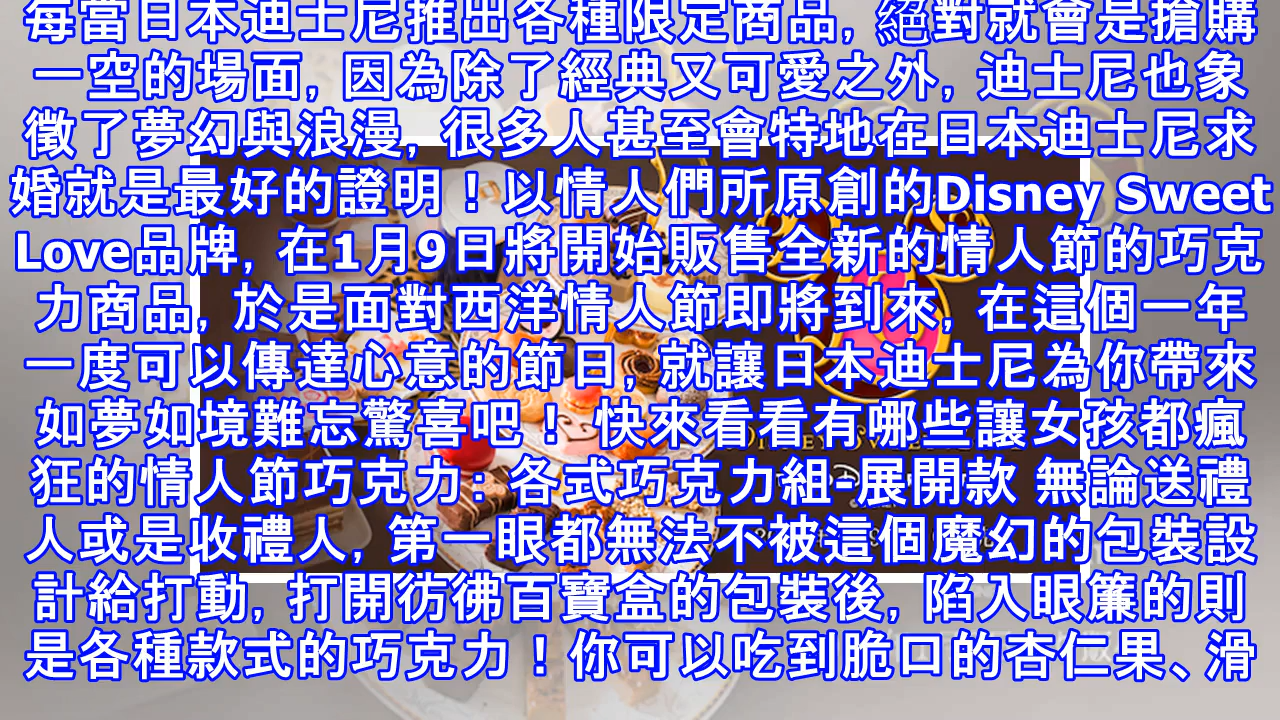 每當日本迪士尼推出各種限定商品, 絕對就會是搶購
一空的場面, 因為除了經典又可愛之外, 迪士尼也象
徵了夢幻與浪漫, 很多人甚至會特地在日本迪士尼求
婚就是最好的證明！以情人們所原創的Disney Sweet
Love品牌, 在1月9日將開始販售全新的情人節的巧克
力商品, 於是面對西洋情人節即將到來, 在這個一年
一度可以傳達心意的節日, 就讓日本迪士尼為你帶來
如夢如境難忘驚喜吧！ 快來看看有哪些讓女孩都瘋
狂的情人節巧克力: 各式巧克力組-展開款 無論送禮
人或是收禮人, 第一眼都無法不被這個魔幻的包裝設
計給打動, 打開彷彿百寶盒的包裝後, 陷入眼簾的則
是各種款式的巧克力！你可以吃到脆口的杏仁果、滑